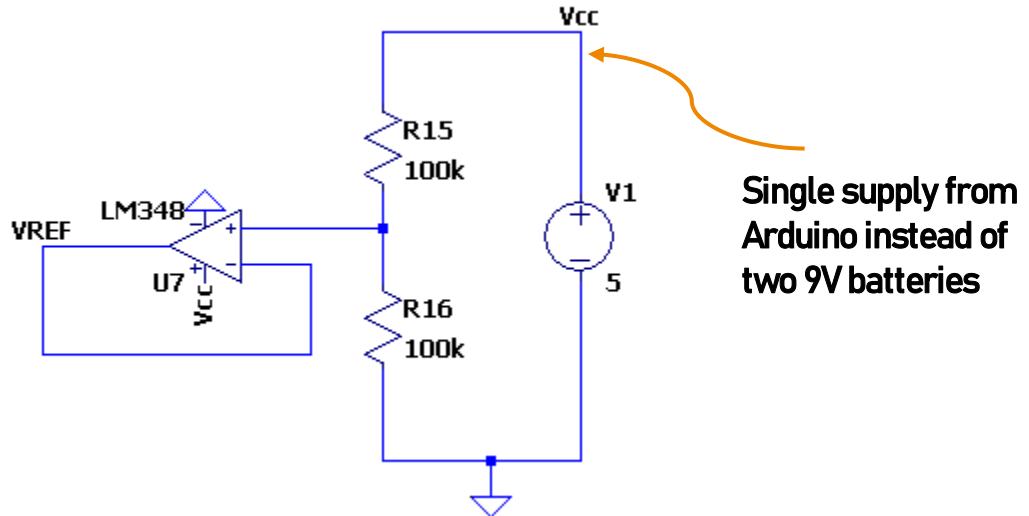 Vcc
R15
100k
LM348
VREF
+
−
−
+
U7
Vcc
R16
100k
V1
+
−
5
Single supply from
Arduino instead of
two 9V batteries